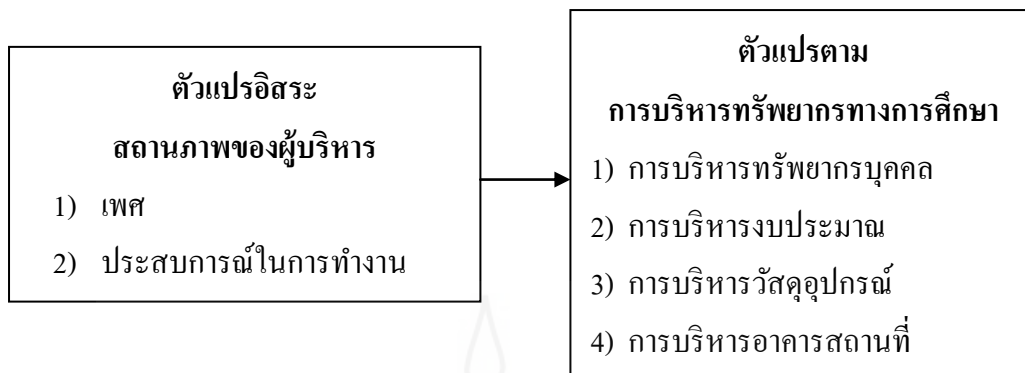 ตัวแปรอิสระ
สถานภาพของผู้บริหาร
1) เพศ
2) ประสบการณ์ในการทำงาน
ตัวแปรตาม
การบริหารทรัพยากรทางการศึกษา
1) การบริหารทรัพยากรบุคคล
2) การบริหารงบประมาณ
3) การบริหารวัสดุอุปกรณ์
4) การบริหารอาคารสถานที่